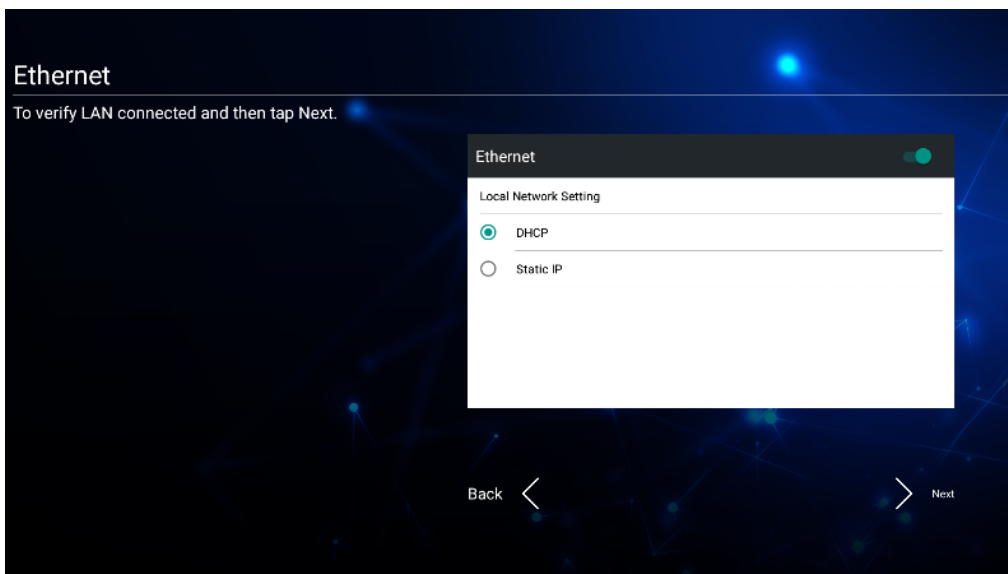 Ethernet
To verify LAN connected and then tap Next.
Ethernet
Local Network Setting
DHCP
Static IP
Back
Next